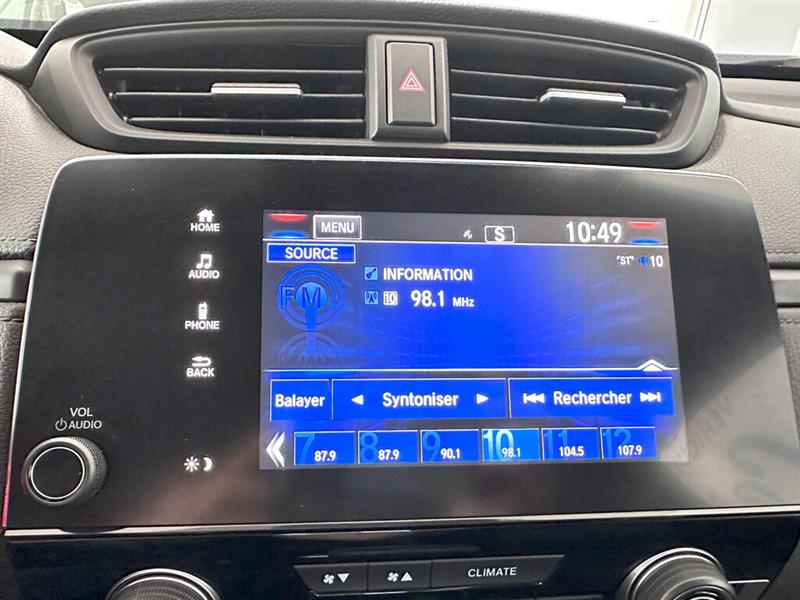 HOME
AUDIO
PHONE
BACK
VOL
AUDIO
MENU
S
10:49
SOURCE
"ST" 10
FM
INFORMATION
10 98.1 MHz
Balayer
Syntoniser
Rechercher
7 87.9
8 87.9
9 90.1
10 98.1
11 104.5
12 107.9
CLIMATE